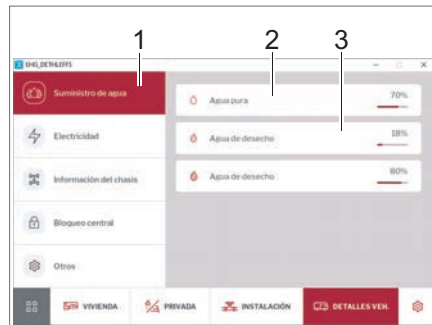 1 2 3
EHG_DETHLEFFS
Suministro de agua
Agua pura 70%
Electricidad
Agua de desecho 18%
Información del chasis
Agua de desecho 80%
Bloqueo central
Otros
VIVIENDA PRIVADA INSTALACIÓN DETALLES VEH.